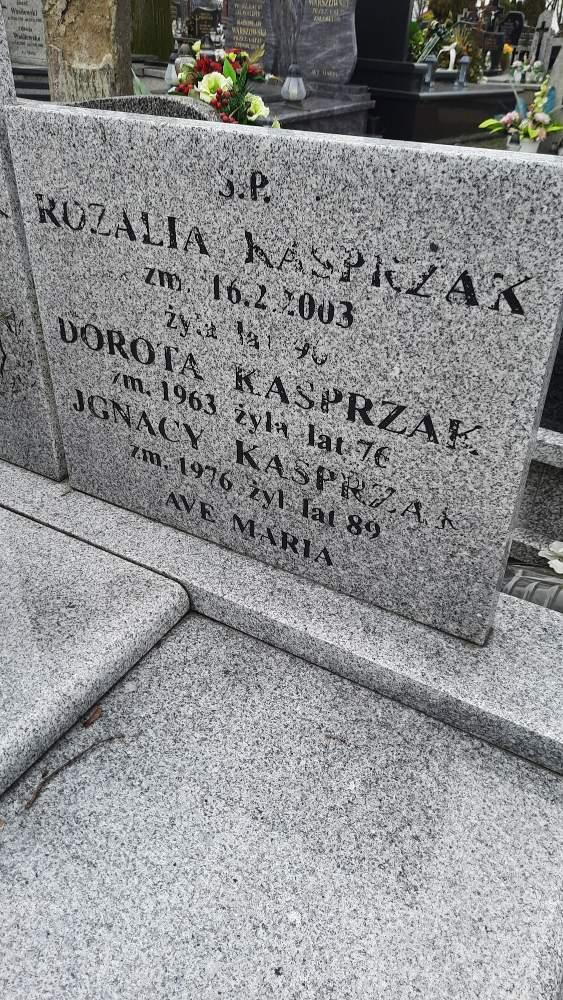 Ś.P.
ROZALIA KASPRZAK
zm. 16.2.2003
żyła lat
DOROTA KASPRZAK
zm. 1963 żyła lat 76
JGNACY KASPRZAK
zm. 1976 żył lat 89
AVE MARIA